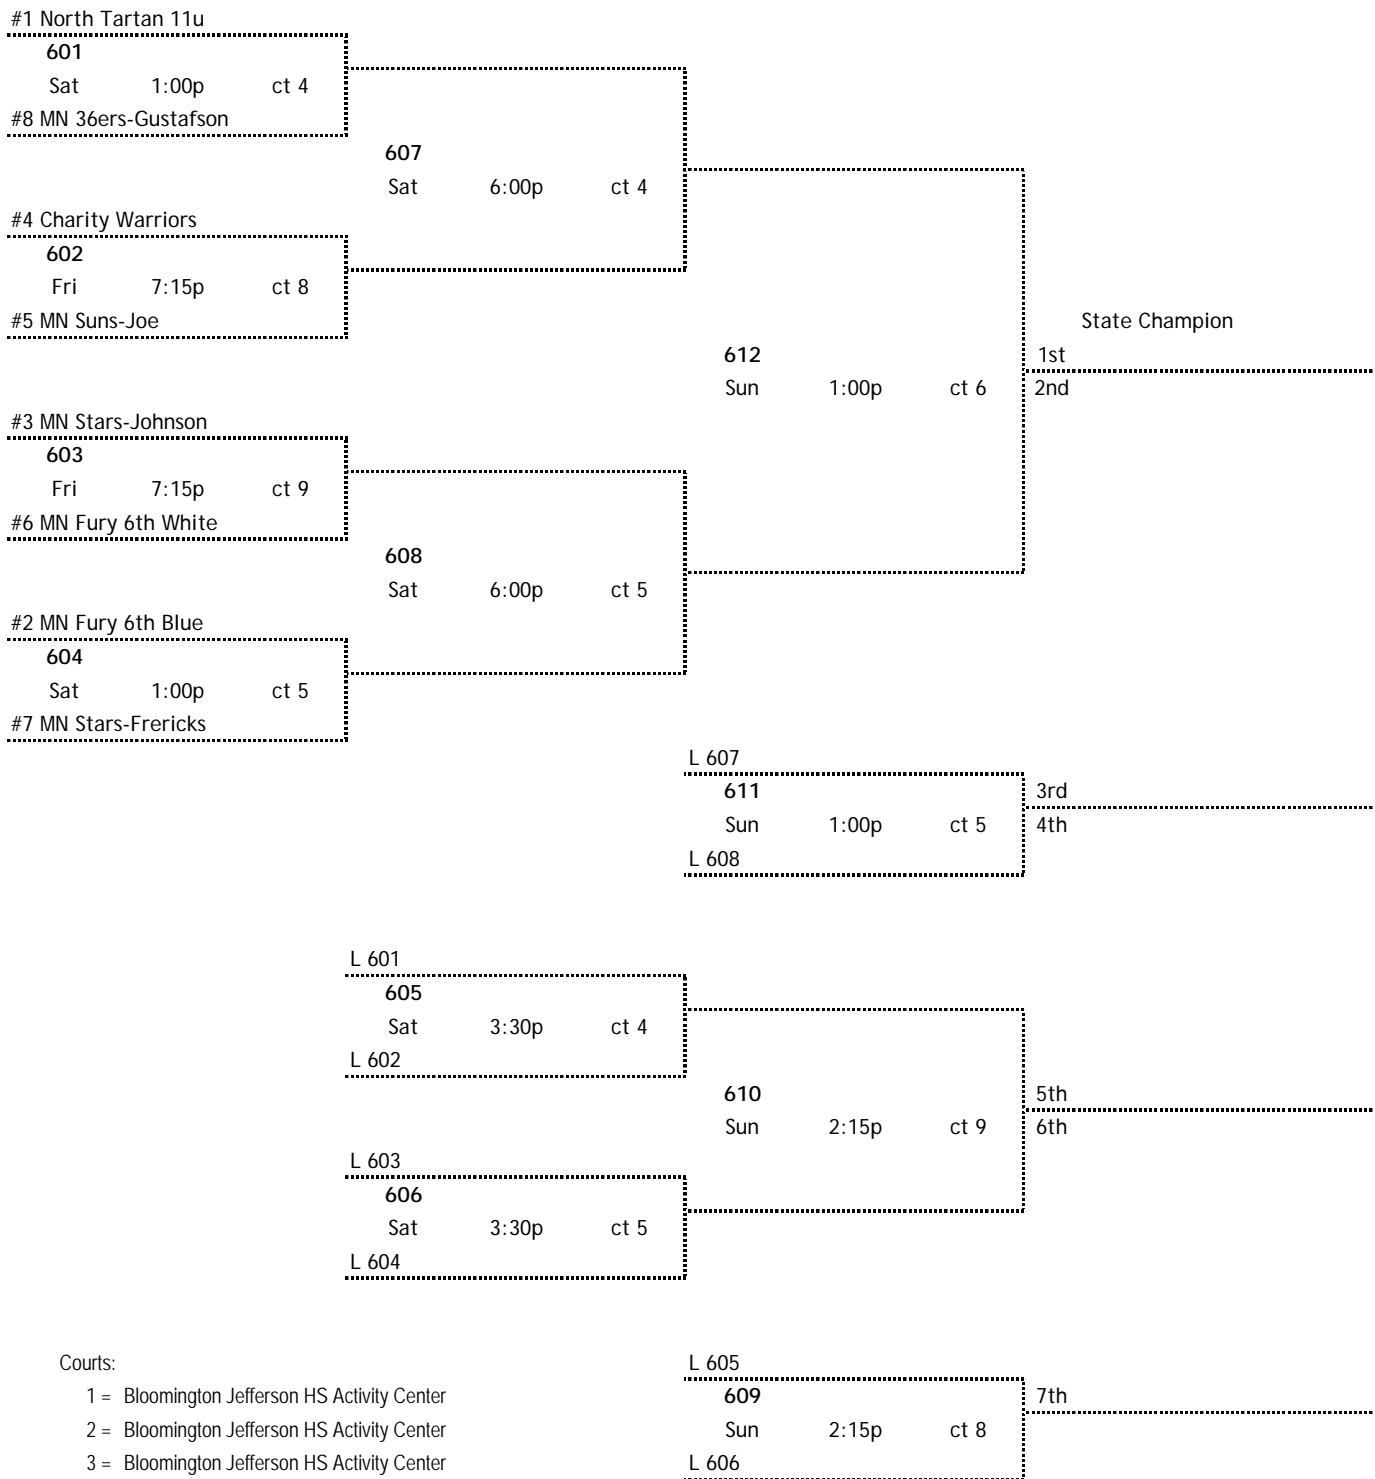 #1 North Tartan 11u
601
Sat 1:00p ct 4
#8 MN 36ers-Gustafson
607
Sat 6:00p ct 4
#4 Charity Warriors
602
Fri 7:15p ct 8
#5 MN Suns-Joe
State Champion
612 1st
Sun 1:00p ct 6 2nd
#3 MN Stars-Johnson
603
Fri 7:15p ct 9
#6 MN Fury 6th White
608
Sat 6:00p ct 5
#2 MN Fury 6th Blue
604
Sat 1:00p ct 5
#7 MN Stars-Frericks
L 607
611 3rd
Sun 1:00p ct 5 4th
L 608
L 601
605
Sat 3:30p ct 4
L 602
610 5th
Sun 2:15p ct 9 6th
L 603
606
Sat 3:30p ct 5
L 604
Courts: L 605
1 = Bloomington Jefferson HS Activity Center 609 7th
2 = Bloomington Jefferson HS Activity Center Sun 2:15p ct 8
3 = Bloomington Jefferson HS Activity Center L 606